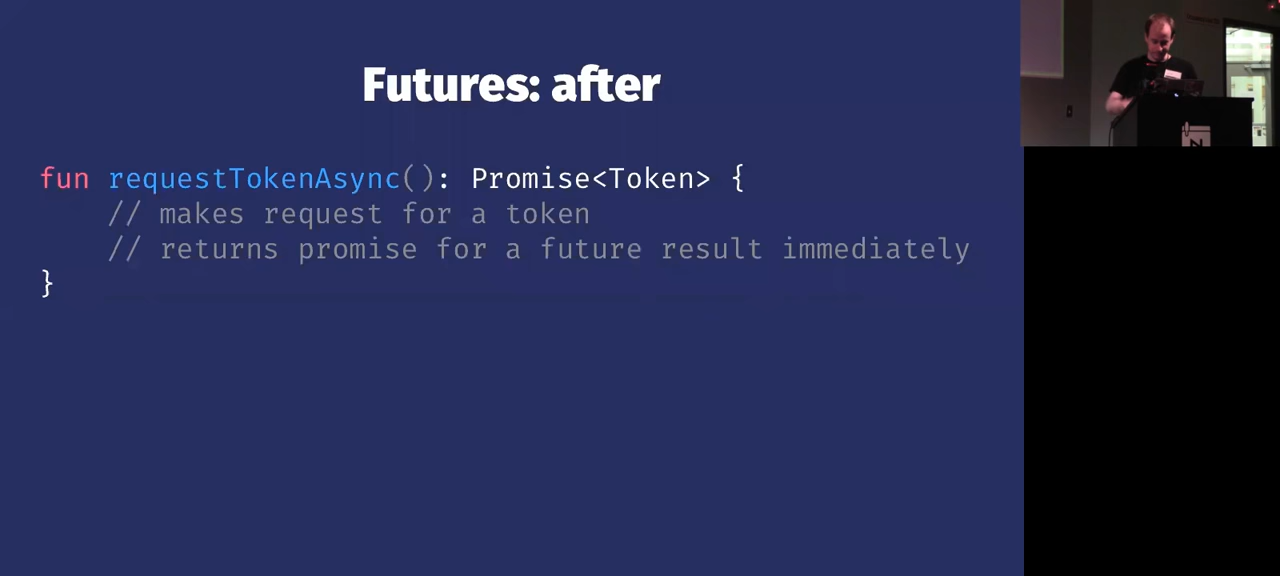 Futures: after
fun requestTokenAsync(): Promise<Token> {
    // makes request for a token
    // returns promise for a future result immediately
}